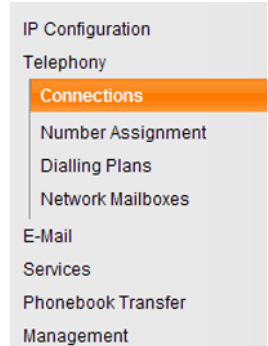 IP Configuration
Telephony
Connections
Number Assignment
Dialling Plans
Network Mailboxes
E-Mail
Services
Phonebook Transfer
Management